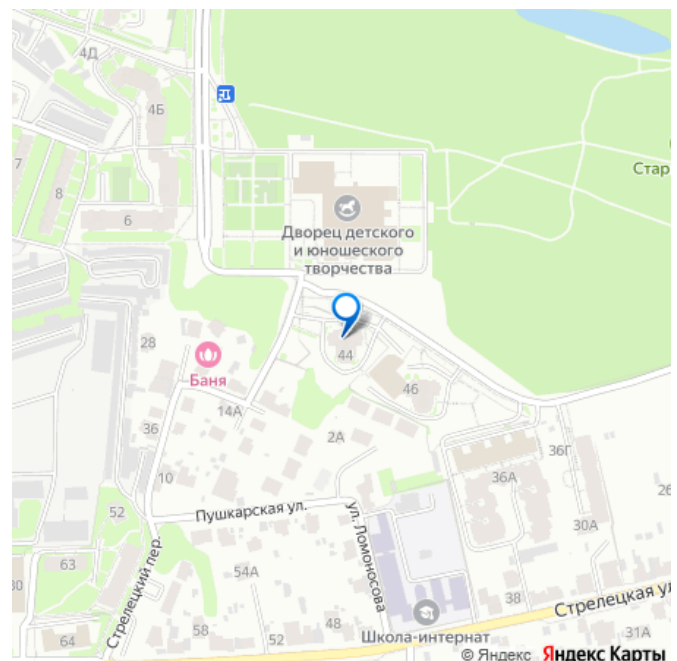 4Д
4Б
7
8
6
Стар
Дворец детского
и юношеского
творчества
28
Баня
44
46
14А
36
2А
10
36Г
36А
26
Пушкарская ул.
ул. Ломоносова
52
30А
63
Стрелецкий пер.
54А
30
64
58
52
48
38
Стрелецкая ул
Школа-интернат
31А
© Яндекс Яндекс Карты